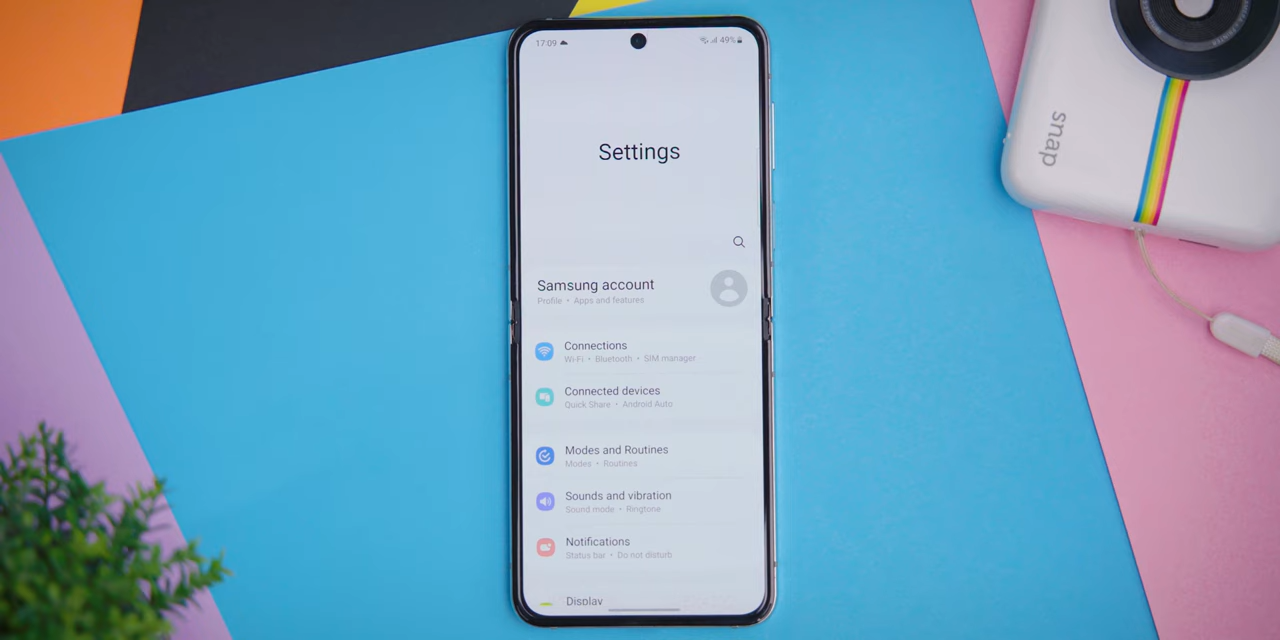 17:09 49%
Settings
Samsung account
Profile • Apps and features
Connections
Wi-Fi • Bluetooth • SIM manager
Connected devices
Quick Share • Android Auto
Modes and Routines
Modes • Routines
Sounds and vibration
Sound mode • Ringtone
Notifications
Status bar • Do not disturb
Display
snap